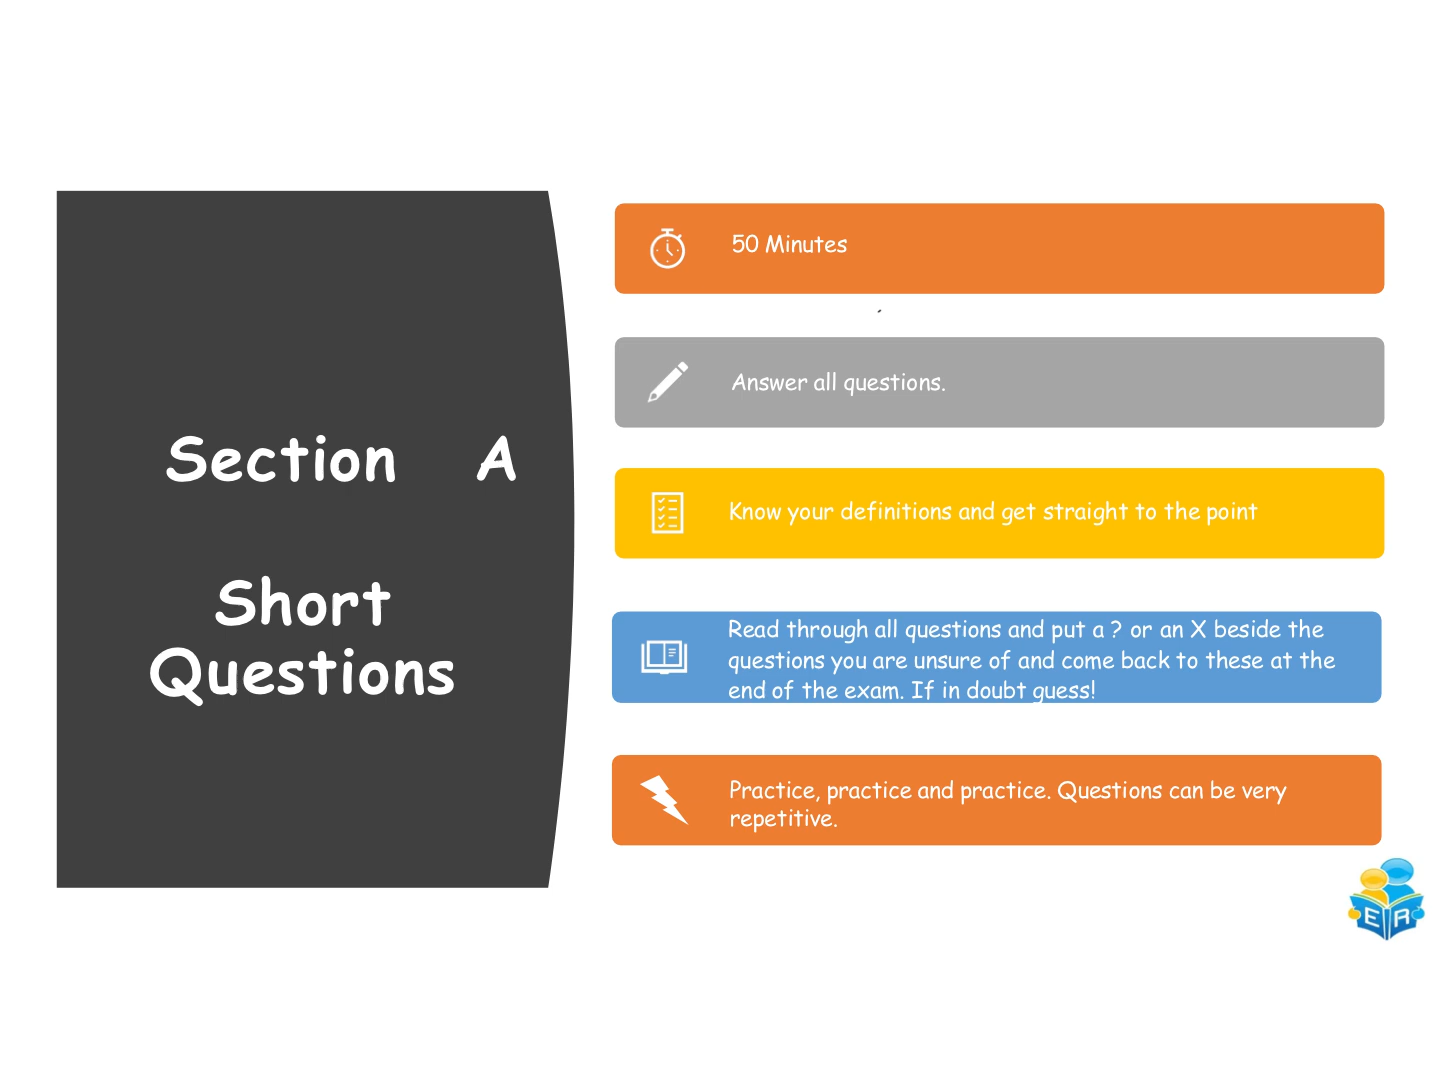 Section A
Short
Questions
50 Minutes
Answer all questions.
Know your definitions and get straight to the point
Read through all questions and put a ? or an X beside the
questions you are unsure of and come back to these at the
end of the exam. If in doubt guess!
Practice, practice and practice. Questions can be very
repetitive.
E R